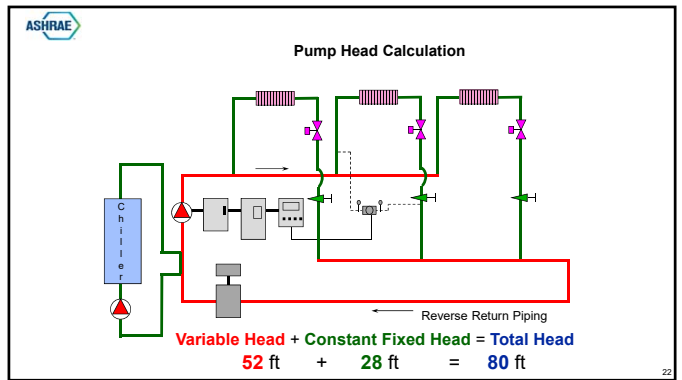 ASHRAE
Pump Head Calculation
Chiller
Reverse Return Piping
Variable Head + Constant Fixed Head = Total Head
52 ft + 28 ft = 80 ft
22